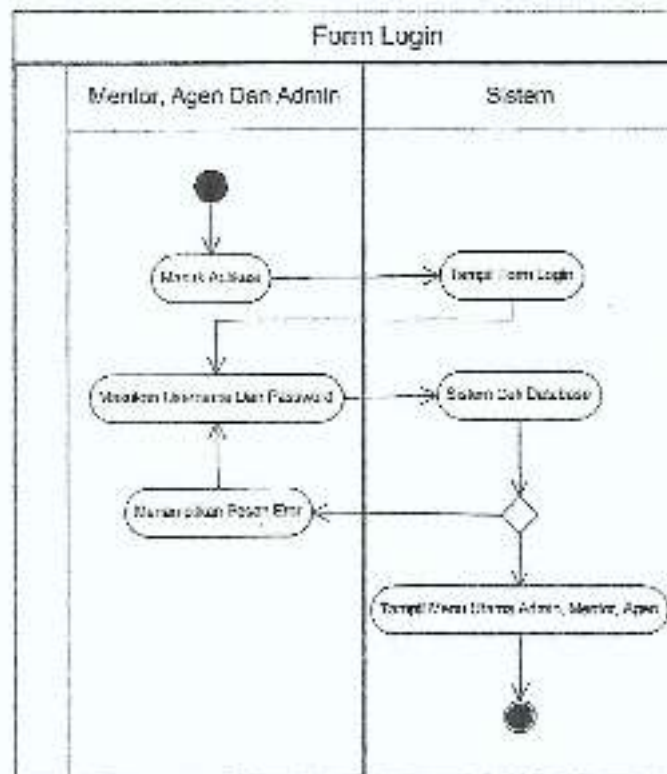 Form Login
Mentor, Agen Dan Admin
Sistem
Masuk Aplikasi
Tampil Form Login
Masukan Username Dan Password
Sistem Cek Database
Menampilkan Pesan Eror
Tampil Menu Utama Admin, Mentor, Agen